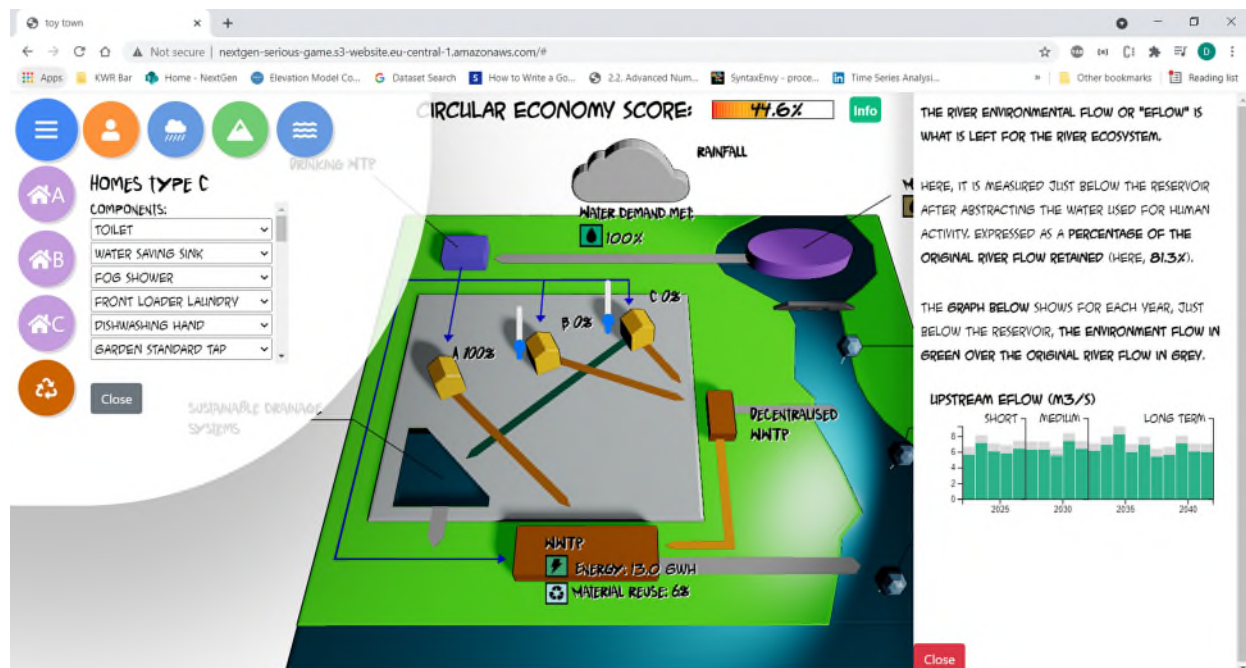 toy town
Not secure | nextgen-serious-game.s3-website.eu-central-1.amazonaws.com/#
D
Apps
KWR Bar
Home - NextGen
Elevation Model Co...
Dataset Search
How to Write a Go...
2.2. Advanced Num...
SyntaxEnvy - proce...
Time Series Analysi...
»
Other bookmarks
Reading list
CIRCULAR ECONOMY SCORE:
44.6%
Info
DRINKING WTP
RAINFALL
A
B
C
HOMES TYPE C
COMPONENTS:
TOILET
WATER SAVING SINK
FOG SHOWER
FRONT LOADER LAUNDRY
DISHWASHING HAND
GARDEN STANDARD TAP
Close
SUSTAINABLE DRAINAGE
SYSTEMS
WATER DEMAND MET:
100%
A 100%
B 0%
C 0%
DECENTRALISED
WWTP
WWTP
ENERGY: 13.0 GWH
MATERIAL REUSE: 6%
THE RIVER ENVIRONMENTAL FLOW OR "EFLOW" IS
WHAT IS LEFT FOR THE RIVER ECOSYSTEM.
HERE, IT IS MEASURED JUST BELOW THE RESERVOIR
AFTER ABSTRACTING THE WATER USED FOR HUMAN
ACTIVITY. EXPRESSED AS A PERCENTAGE OF THE
ORIGINAL RIVER FLOW RETAINED (HERE, 81.3%).
THE GRAPH BELOW SHOWS FOR EACH YEAR, JUST
BELOW THE RESERVOIR, THE ENVIRONMENT FLOW IN
GREEN OVER THE ORIGINAL RIVER FLOW IN GREY.
UPSTREAM EFLOW (M3/S)
SHORT MEDIUM LONG TERM
8
6
4
2
0
2025 2030 2035 2040
Close